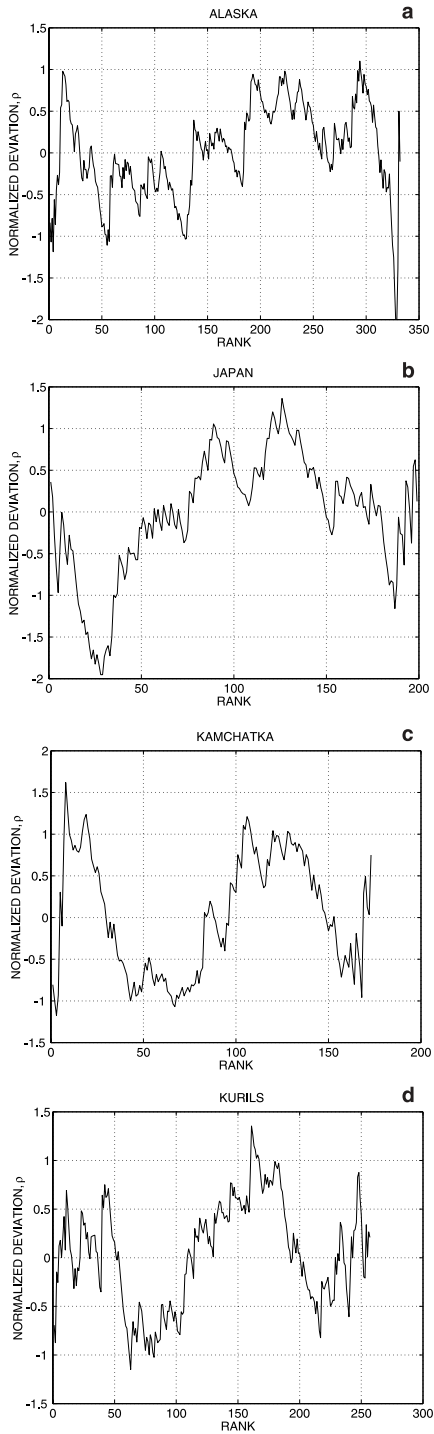 ALASKA
a
1.5
1
0.5
0
-0.5
-1
-1.5
-2
NORMALIZED DEVIATION, ρ
0 50 100 150 200 250 300 350
RANK
JAPAN
b
1.5
1
0.5
0
-0.5
-1
-1.5
-2
NORMALIZED DEVIATION, ρ
0 50 100 150 200
RANK
KAMCHATKA
c
2
1.5
1
0.5
0
-0.5
-1
-1.5
NORMALIZED DEVIATION, ρ
0 50 100 150 200
RANK
KURILS
d
1.5
1
0.5
0
-0.5
-1
-1.5
NORMALIZED DEVIATION, ρ
0 50 100 150 200 250 300
RANK